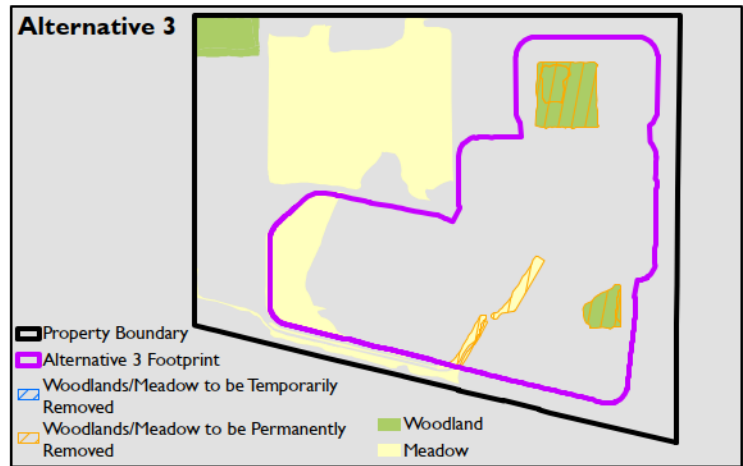 Alternative 3
Property Boundary
Alternative 3 Footprint
Woodlands/Meadow to be Temporarily
Removed
Woodlands/Meadow to be Permanently
Removed
Woodland
Meadow